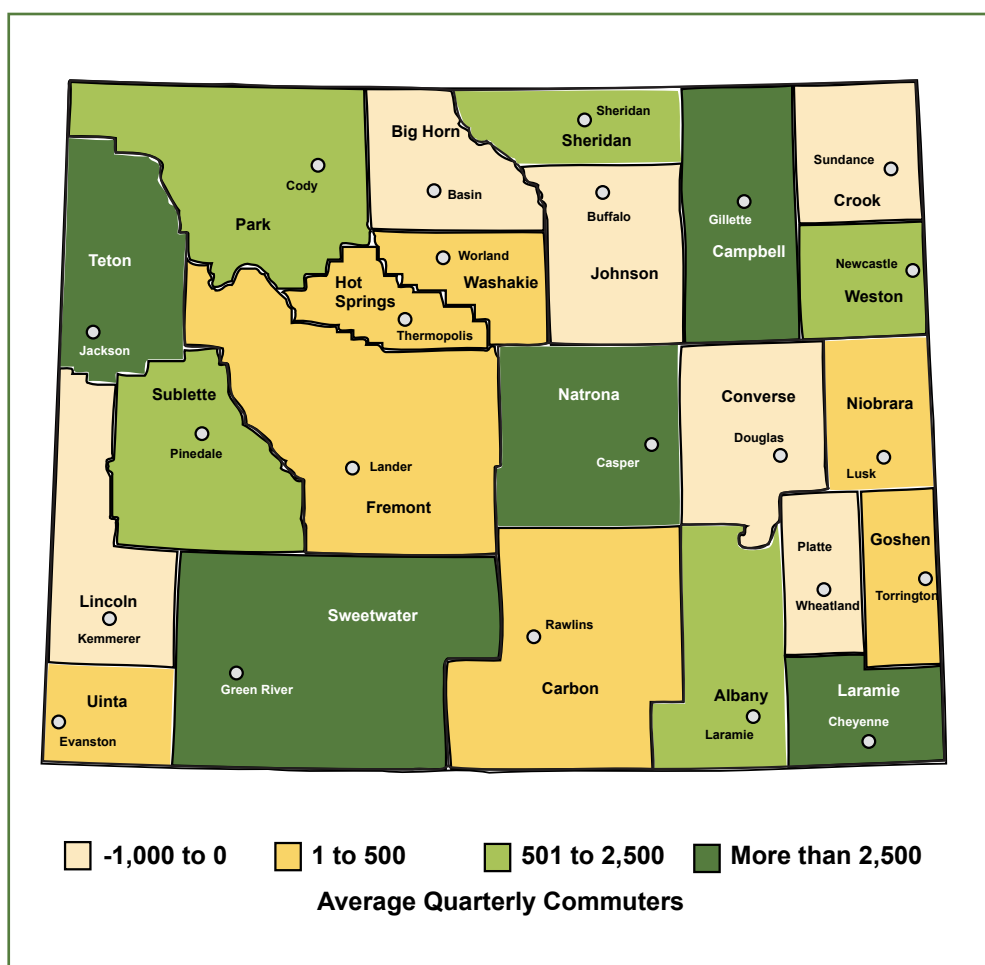 Sheridan
Big Horn
Sheridan
Sundance
Cody
Basin
Buffalo
Crook
Park
Gillette
Teton
Worland
Campbell
Newcastle
Hot
Springs
Washakie
Johnson
Weston
Thermopolis
Jackson
Sublette
Natrona
Converse
Niobrara
Pinedale
Lander
Casper
Douglas
Lusk
Fremont
Platte
Goshen
Lincoln
Sweetwater
Wheatland
Torrington
Kemmerer
Rawlins
Green River
Carbon
Albany
Laramie
Uinta
Evanston
Laramie
Cheyenne
-1,000 to 0
1 to 500
501 to 2,500
More than 2,500
Average Quarterly Commuters